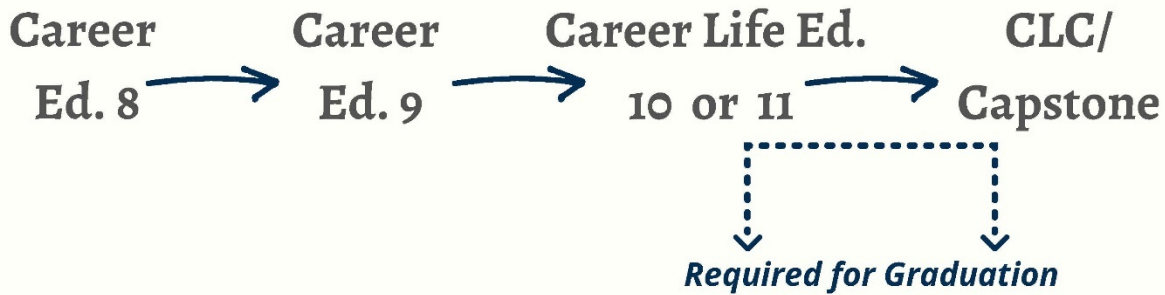 Career
Ed. 8
Career
Ed. 9
Career Life Ed.
10 or 11
CLC/
Capstone
Required for Graduation